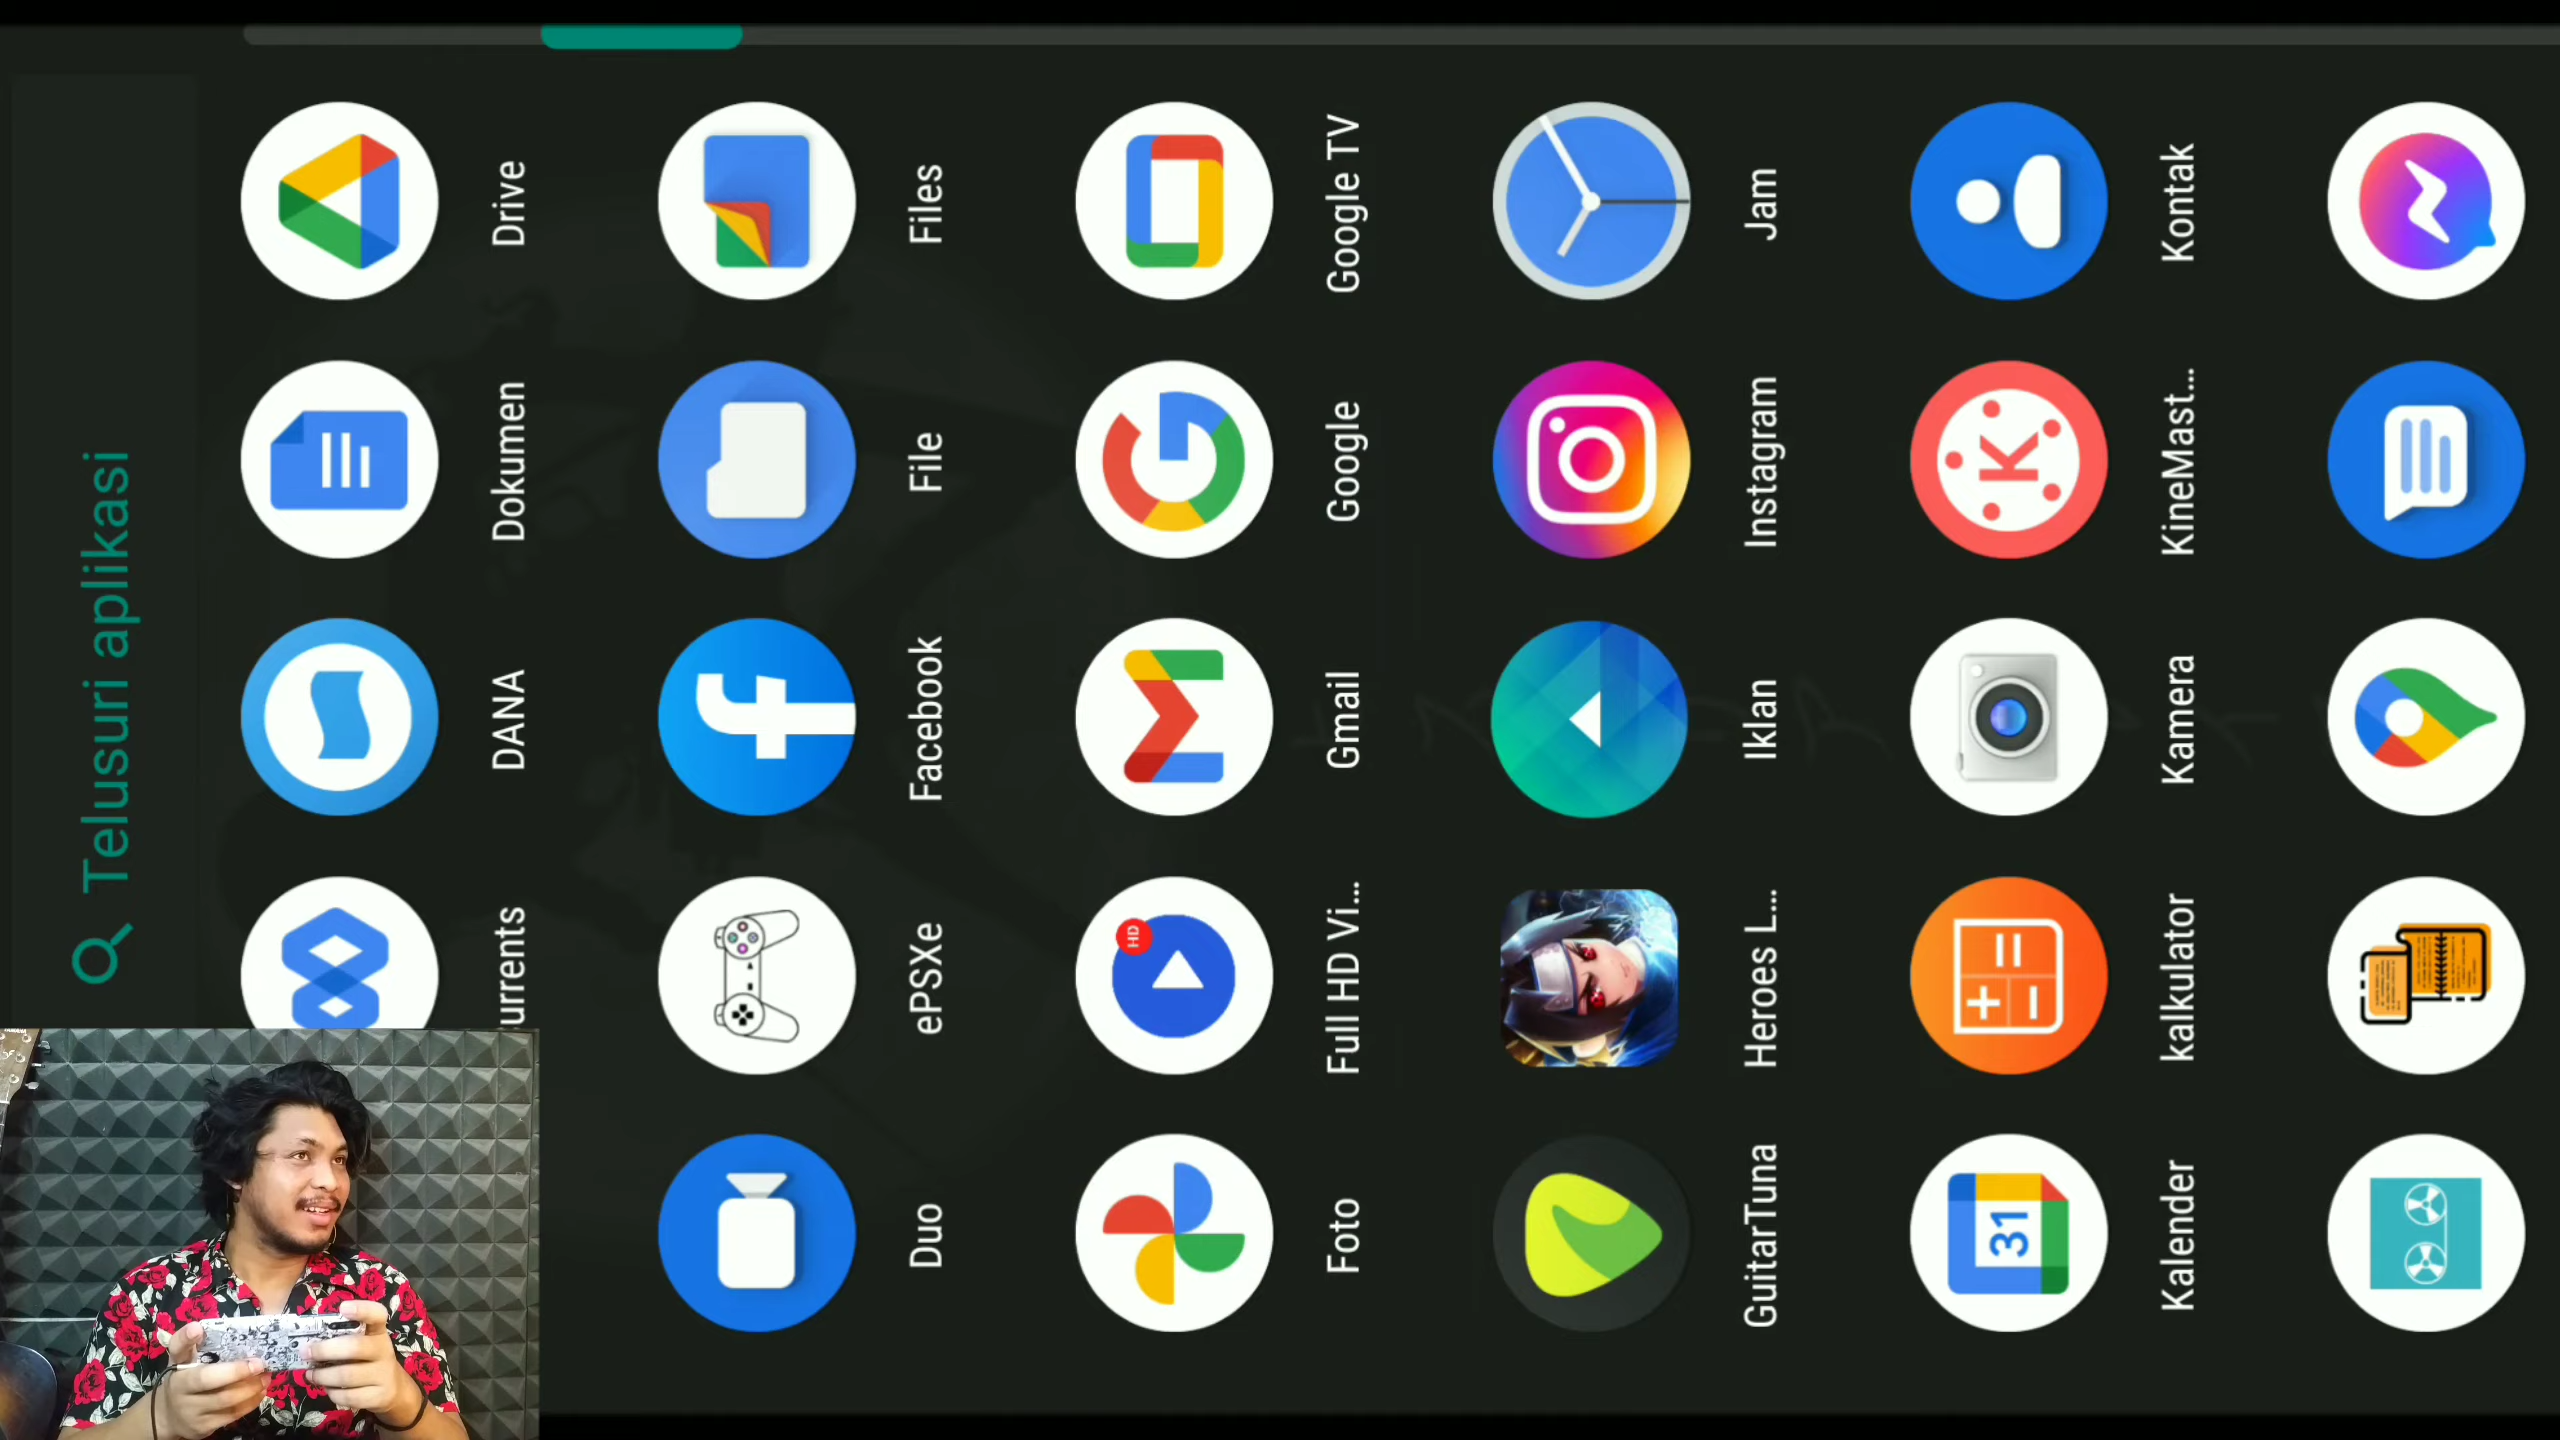 Telusuri aplikasi
urrents
DANA
Dokumen
Drive
Duo
ePSXe
Facebook
File
Files
Foto
HD
Full HD Vi...
Gmail
Google
Google TV
GuitarTuna
Heroes L...
Iklan
Instagram
Jam
31
Kalender
kalkulator
Kamera
K
KineMast...
Kontak